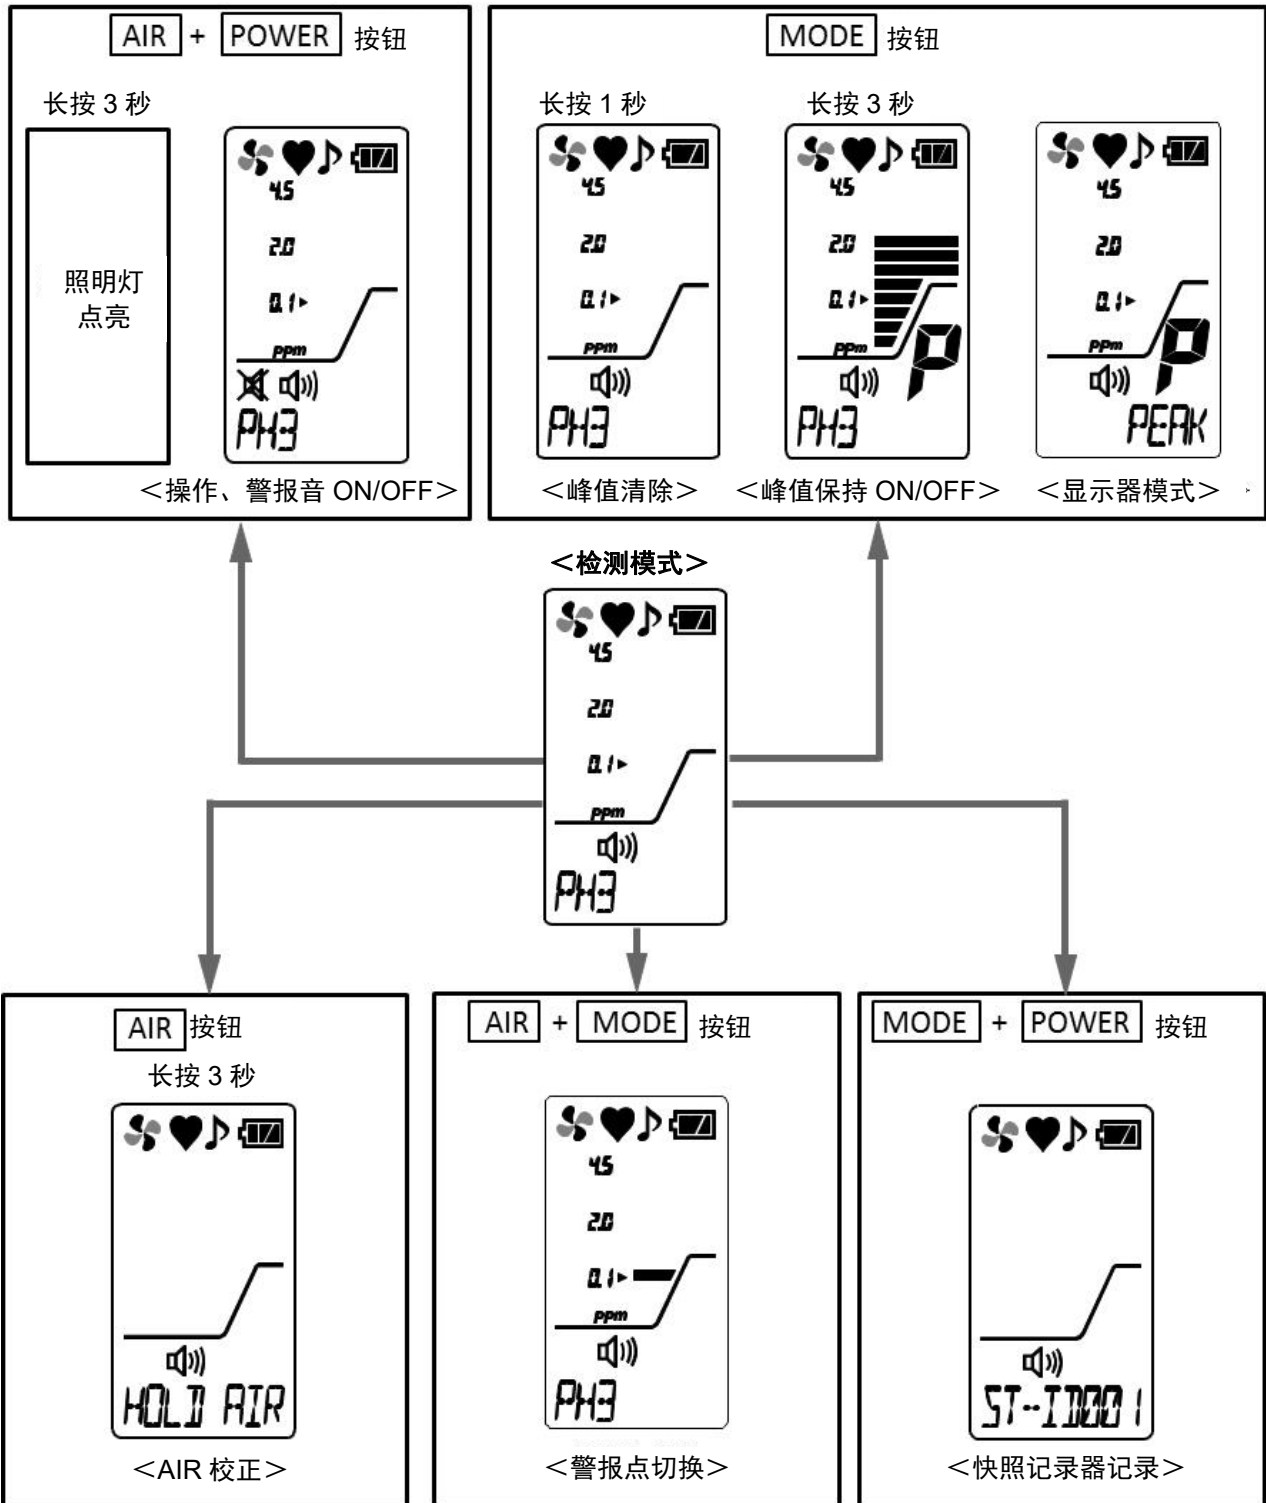 AIR + POWER 按钮
长按 3 秒
照明灯
点亮
4.5
2.0
0.1
ppm
PH3
＜操作、警报音 ON/OFF＞
MODE 按钮
长按 1 秒
4.5
2.0
0.1
ppm
PH3
＜峰值清除＞
长按 3 秒
4.5
2.0
0.1
ppm
P
PH3
＜峰值保持 ON/OFF＞
4.5
2.0
0.1
ppm
P
PEAK
＜显示器模式＞
＜检测模式＞
4.5
2.0
0.1
ppm
PH3
AIR 按钮
长按 3 秒
HOLD AIR
＜AIR 校正＞
AIR + MODE 按钮
4.5
2.0
0.1
ppm
PH3
＜警报点切换＞
MODE + POWER 按钮
ST--ID001
＜快照记录器记录＞